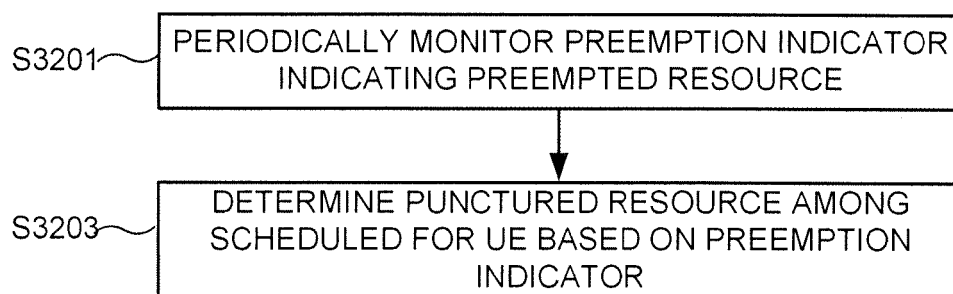 S3201
PERIODICALLY MONITOR PREEMPTION INDICATOR
INDICATING PREEMPTED RESOURCE
S3203
DETERMINE PUNCTURED RESOURCE AMONG
SCHEDULED FOR UE BASED ON PREEMPTION
INDICATOR